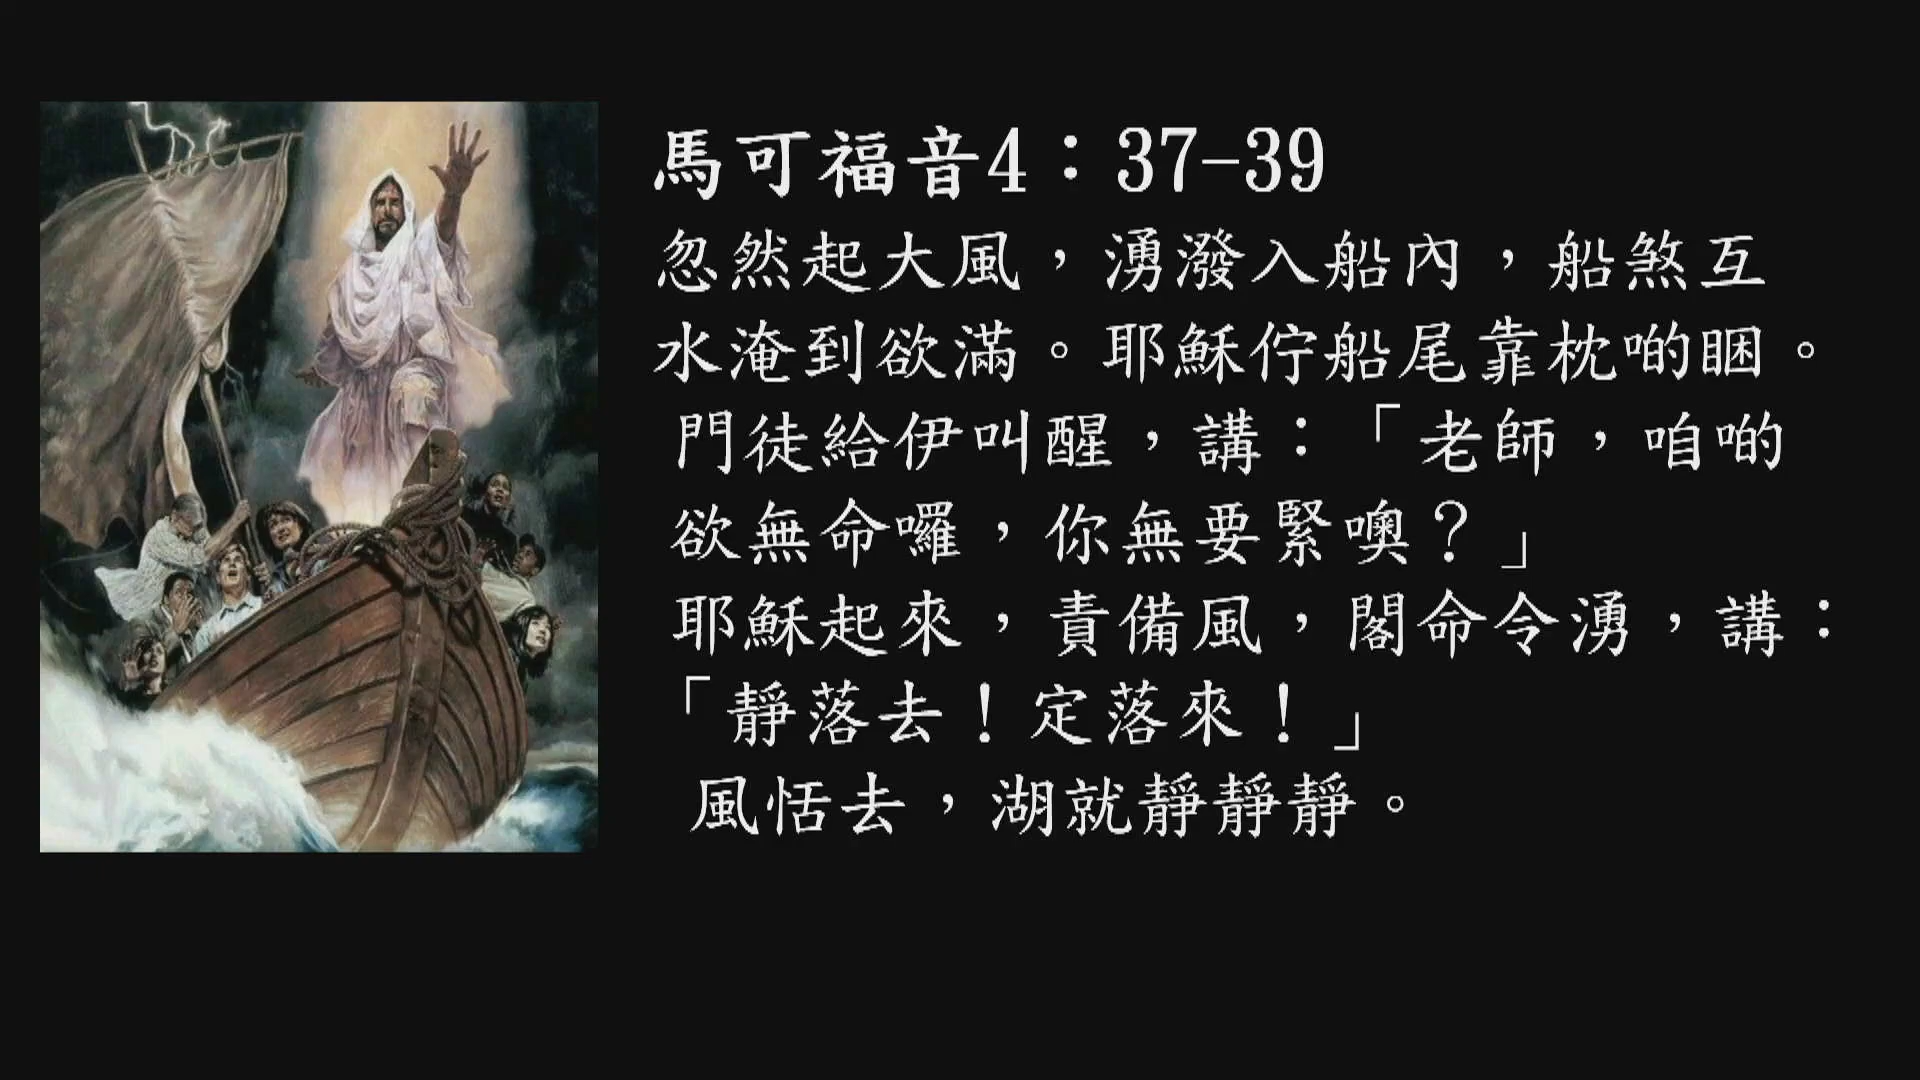 馬可福音4：37-39
忽然起大風，湧潑入船內，船煞互
水淹到欲滿。耶穌佇船尾靠枕啲睏。
門徒給伊叫醒，講：「老師，咱啲
欲無命囉，你無要緊噢？」
耶穌起來，責備風，閣命令湧，講：
「靜落去！定落來！」
風恬去，湖就靜靜靜。